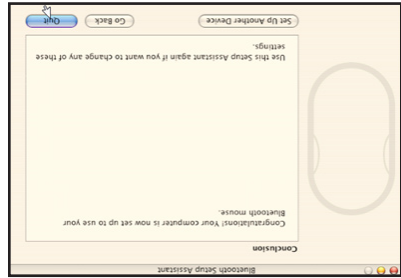 Bluetooth Setup Assistant
Conclusion
Congratulations! Your computer is now set up to use your
Bluetooth mouse.
Use this Setup Assistant again if you want to change any of these
settings.
Set Up Another Device
Go Back
Quit